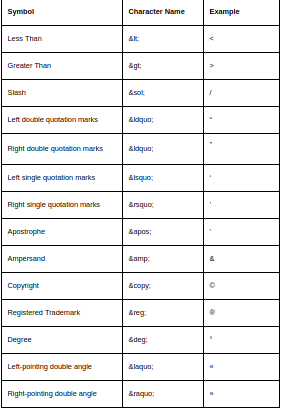 Symbol Character Name Example
Less Than &lt; <
Greater Than &gt; >
Slash &sol; /
Left double quotation marks &ldquo; “
Right double quotation marks &ldquo; ”
Left single quotation marks &lsquo; ‘
Right single quotation marks &rsquo; ’
Apostrophe &apos; '
Ampersand &amp; &
Copyright &copy; ©
Registered Trademark &reg; ®
Degree &deg; °
Left-pointing double angle &laquo; «
Right-pointing double angle &raquo; »